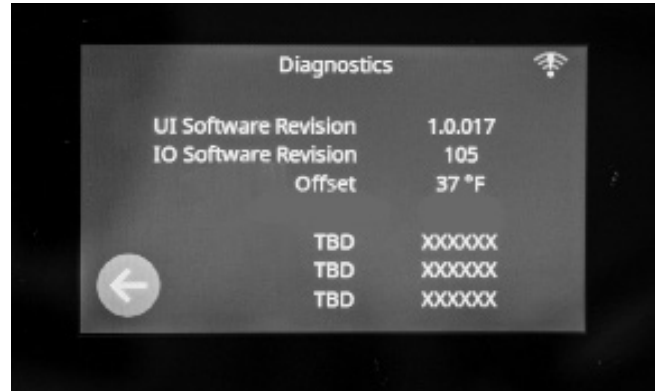 Diagnostics
UI Software Revision 1.0.017
IO Software Revision 105
Offset 37 °F
TBD XXXXXX
TBD XXXXXX
TBD XXXXXX